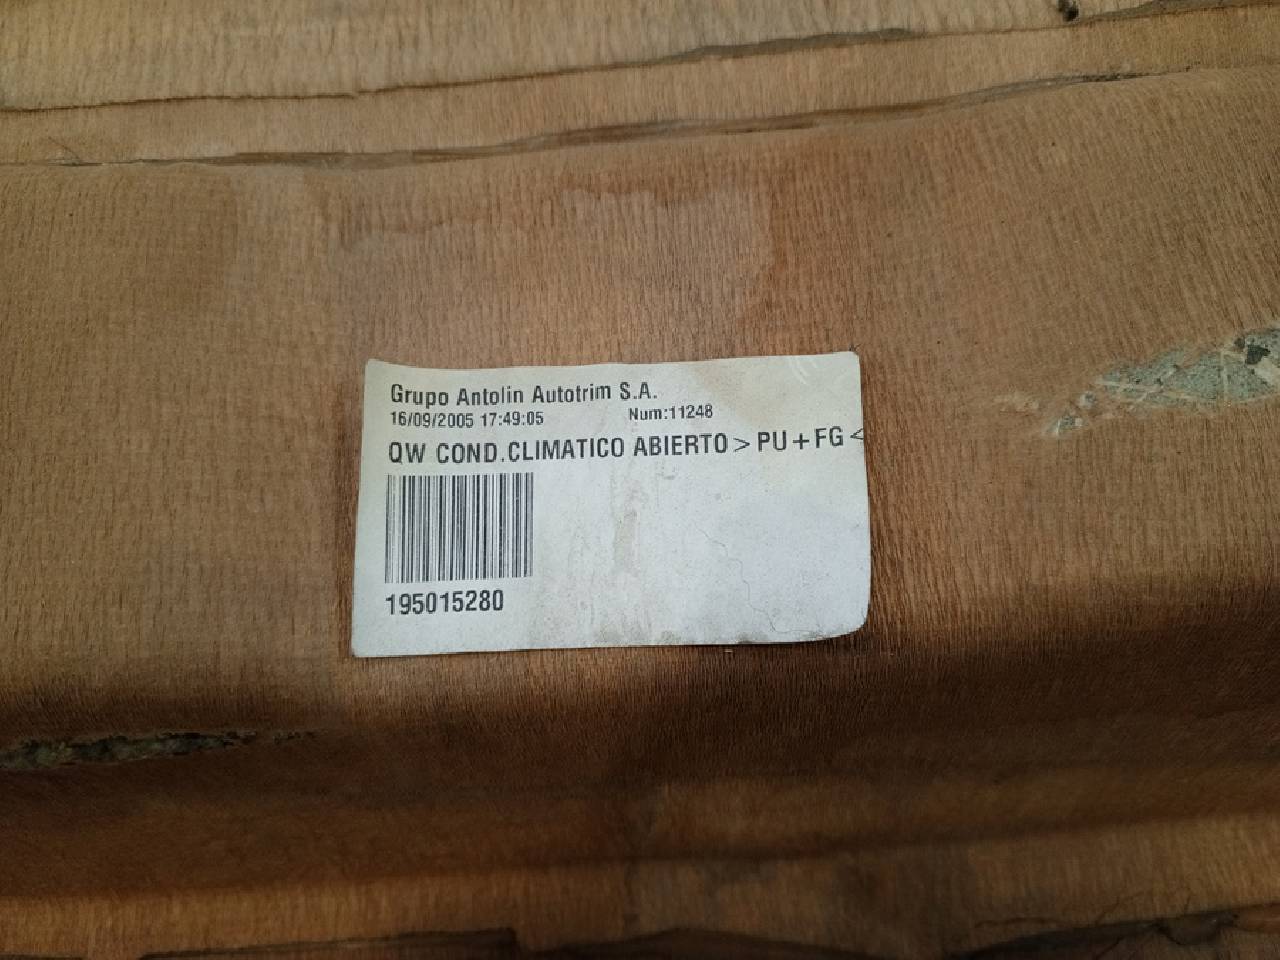 Grupo Antolin Autotrim S.A.
16/09/2005 17:49:05 Num:11248
QW COND.CLIMATICO ABIERTO > PU+FG <
195015280